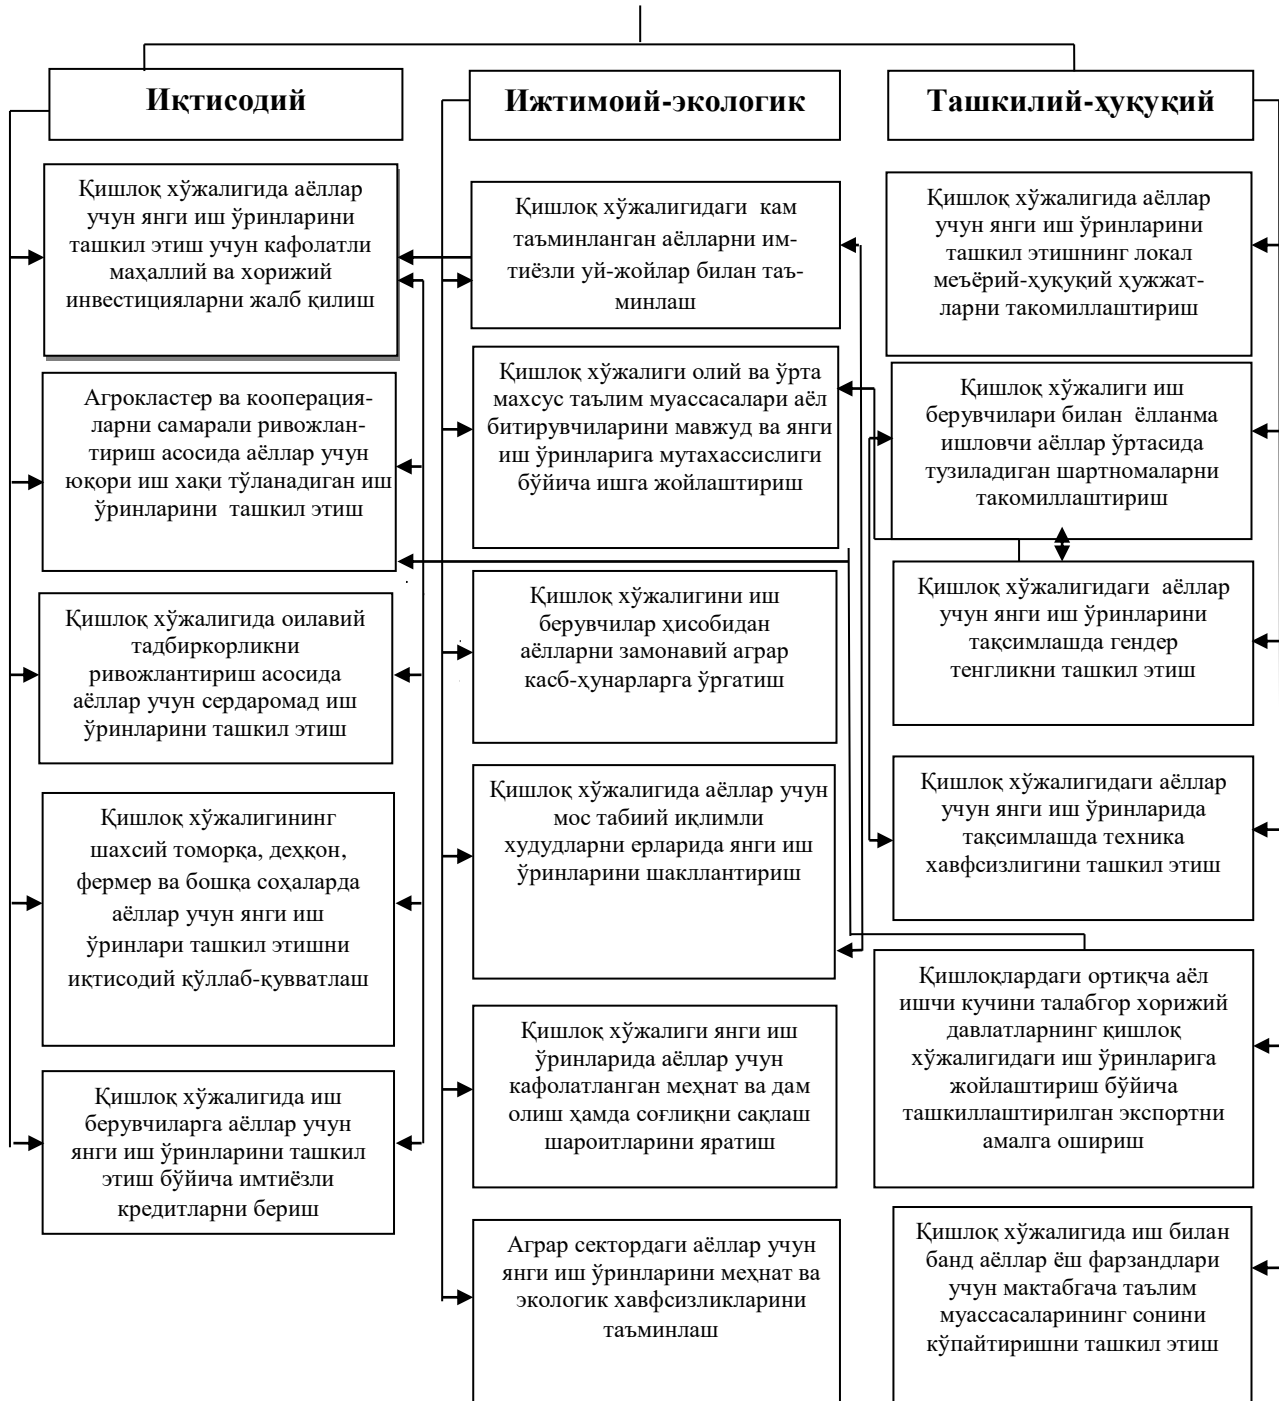 Иқтисодий
Қишлоқ хўжалигида аёллар
учун янги иш ўринларини
ташкил этиш учун кафолатли
маҳаллий ва хорижий
инвестицияларни жалб қилиш
Агрокластер ва кооперация-
ларни самарали ривожлан-
тириш асосида аёллар учун
юқори иш хақи тўланадиган иш
ўринларини ташкил этиш
Қишлоқ хўжалигида оилавий
тадбиркорликни
ривожлантириш асосида
аёллар учун сердаромад иш
ўринларини ташкил этиш
Қишлоқ хўжалигининг
шахсий томорқа, деҳқон,
фермер ва бошқа соҳаларда
аёллар учун янги иш
ўринлари ташкил этишни
иқтисодий қўллаб-қувватлаш
Қишлоқ хўжалигида иш
берувчиларга аёллар учун
янги иш ўринларини ташкил
этиш бўйича имтиёзли
кредитларни бериш
Ижтимоий-экологик
Қишлоқ хўжалигидаги кам
таъминланган аёлларни им-
тиёзли уй-жойлар билан таъ-
минлаш
Қишлоқ хўжалиги олий ва ўрта
махсус таълим муассасалари аёл
битирувчиларини мавжуд ва янги
иш ўринларига мутахассислиги
бўйича ишга жойлаштириш
Қишлоқ хўжалигини иш
берувчилар ҳисобидан
аёлларни замонавий аграр
касб-ҳунарларга ўргатиш
Қишлоқ хўжалигида аёллар учун
мос табиий иқлимли
худудларни ерларида янги иш
ўринларини шакллантириш
Қишлоқ хўжалиги янги иш
ўринларида аёллар учун
кафолатланган меҳнат ва дам
олиш ҳамда соғлиқни сақлаш
шароитларини яратиш
Аграр сектордаги аёллар учун
янги иш ўринларини меҳнат ва
экологик хавфсизликларини
таъминлаш
Ташкилий-ҳуқуқий
Қишлоқ хўжалигида аёллар
учун янги иш ўринларини
ташкил этишнинг локал
меъёрий-ҳуқуқий ҳужжат-
ларни такомиллаштириш
Қишлоқ хўжалиги иш
берувчилари билан ёлланма
ишловчи аёллар ўртасида
тузиладиган шартномаларни
такомиллаштириш
Қишлоқ хўжалигидаги аёллар
учун янги иш ўринларини
тақсимлашда гендер
тенгликни ташкил этиш
Қишлоқ хўжалигидаги аёллар
учун янги иш ўринларида
тақсимлашда техника
хавфсизлигини ташкил этиш
Қишлоқлардаги ортиқча аёл
ишчи кучини талабгор хорижий
давлатларнинг қишлоқ
хўжалигидаги иш ўринларига
жойлаштириш бўйича
ташкиллаштирилган экспортни
амалга ошириш
Қишлоқ хўжалигида иш билан
банд аёллар ёш фарзандлари
учун мактабгача таълим
муассасаларининг сонини
кўпайтиришни ташкил этиш